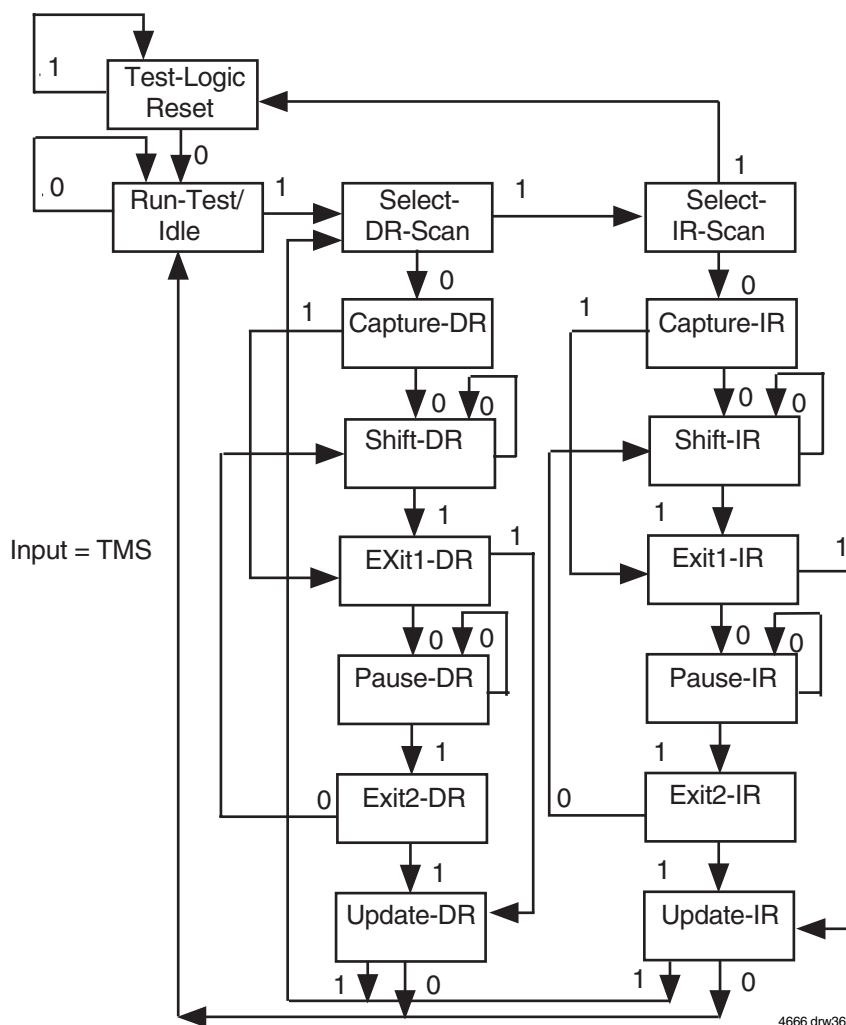 . 1
Test-Logic
Reset
0
1
. 0
Run-Test/
Idle
1
Select-
DR-Scan
1
Select-
IR-Scan
0
0
1
Capture-DR
1
Capture-IR
0
0
0
0
Shift-DR
Shift-IR
1
1
Input = TMS
EXit1-DR
1
Exit1-IR
1
0
0
0
0
Pause-DR
Pause-IR
1
1
0
Exit2-DR
0
Exit2-IR
1
1
Update-DR
Update-IR
1
0
1
0
4666 drw36